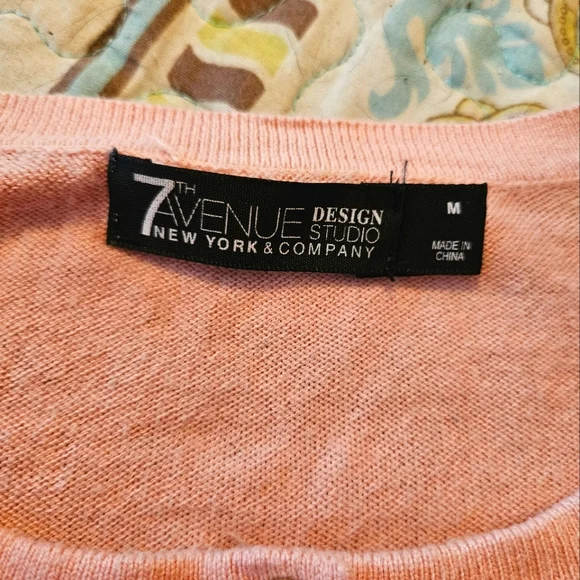 7TH
AVENUE DESIGN STUDIO
NEW YORK & COMPANY
M
MADE IN
CHINA